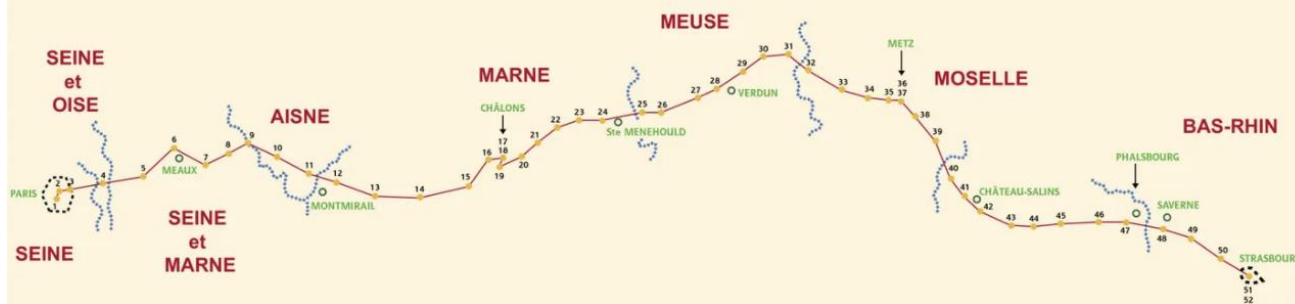 SEINE
et
OISE
PARIS
SEINE
1
2
3
4
5
6
MEAUX
7
8
SEINE
et
MARNE
9
AISNE
10
11
12
MONTMIRAIL
13
14
15
MARNE
CHÂLONS
16
17
18
19
20
21
22
23
24
Ste MENEHOULD
25
26
MEUSE
27
28
VERDUN
29
30
31
32
33
34
35
METZ
36
37
MOSELLE
38
39
40
41
CHÂTEAU-SALINS
42
43
44
45
46
PHALSBOURG
47
BAS-RHIN
SAVERNE
48
49
50
STRASBOUR
51
52